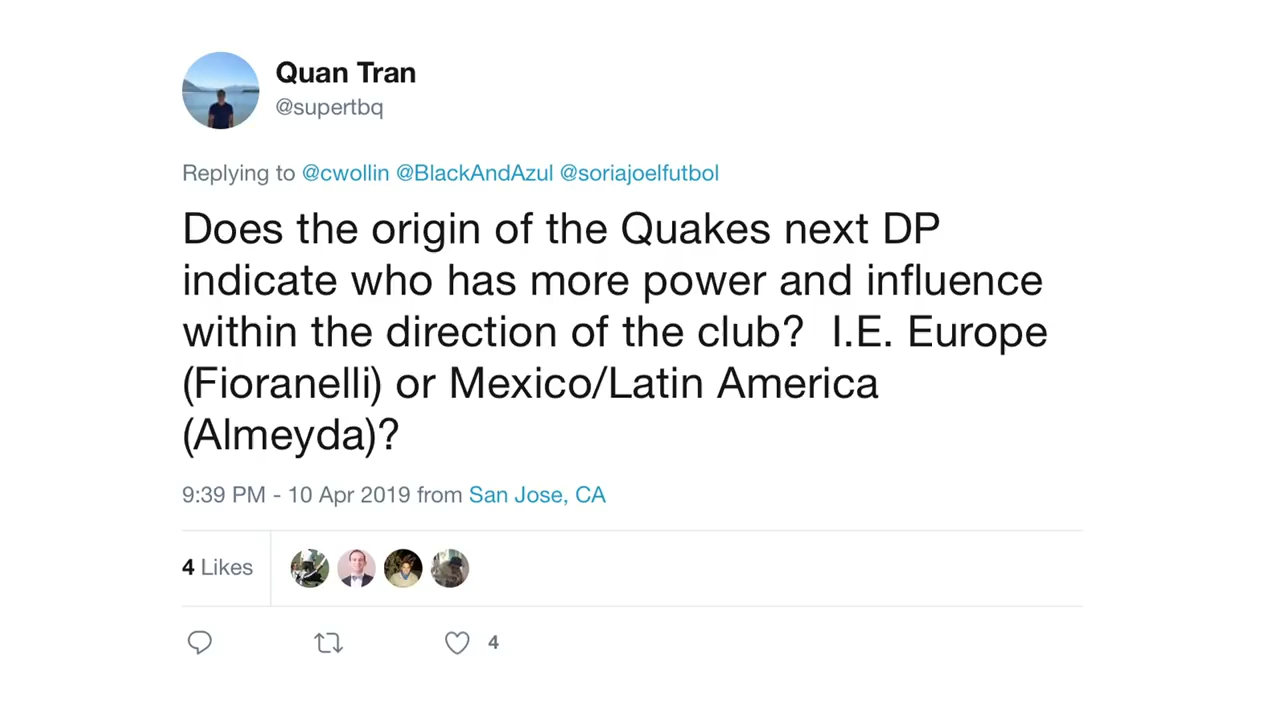 Quan Tran
@supertbq
Replying to @cwollin @BlackAndAzul @soriajoelfutbol
Does the origin of the Quakes next DP
indicate who has more power and influence
within the direction of the club?  I.E. Europe
(Fioranelli) or Mexico/Latin America
(Almeyda)?
9:39 PM - 10 Apr 2019 from San Jose, CA
4 Likes
4